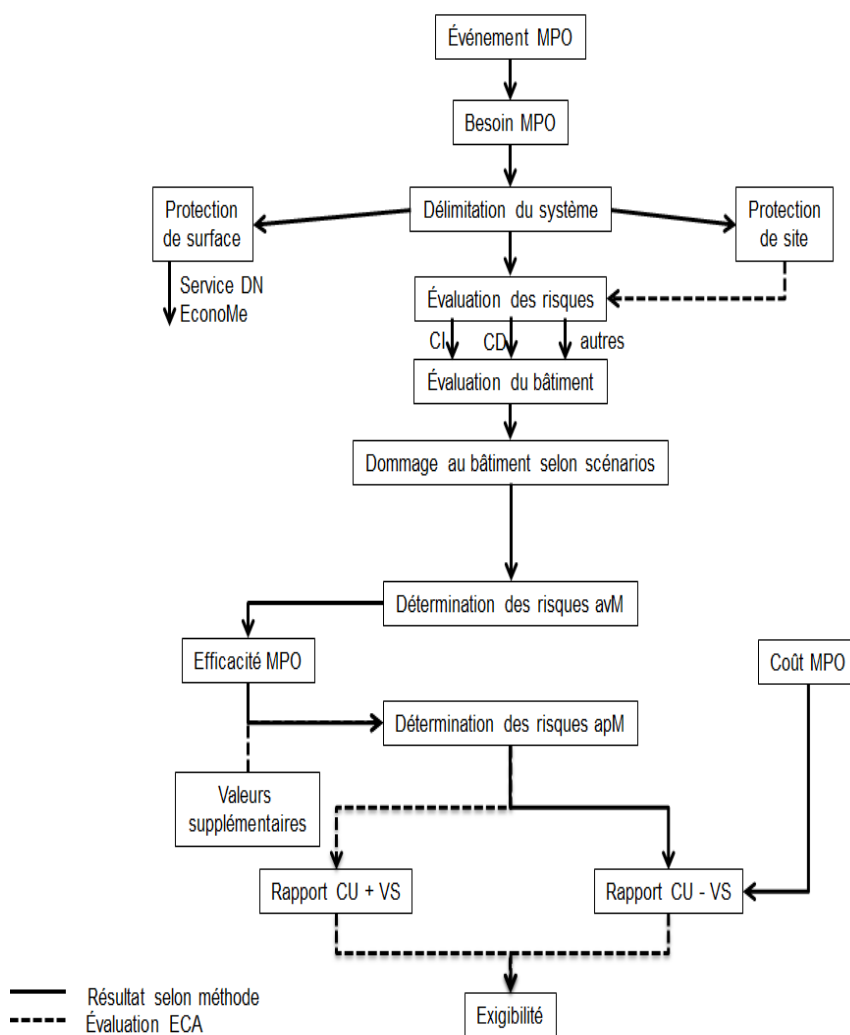 Événement MPO
Besoin MPO
Protection
de surface
Délimitation du système
Protection
de site
Service DN
EconoMe
Évaluation des risques
CI
CD
autres
Évaluation du bâtiment
Dommage au bâtiment selon scénarios
Détermination des risques avM
Efficacité MPO
Coût MPO
Détermination des risques apM
Valeurs
supplémentaires
Rapport CU + VS
Rapport CU - VS
Résultat selon méthode
Évaluation ECA
Exigibilité